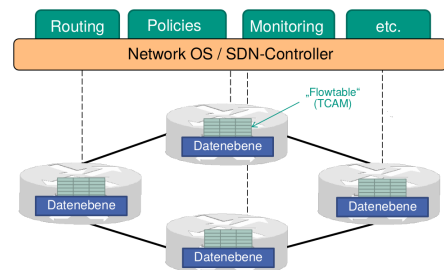 Routing Policies Monitoring etc.
Network OS / SDN-Controller
„Flowtable“
(TCAM)
Datenebene
Datenebene
Datenebene
Datenebene